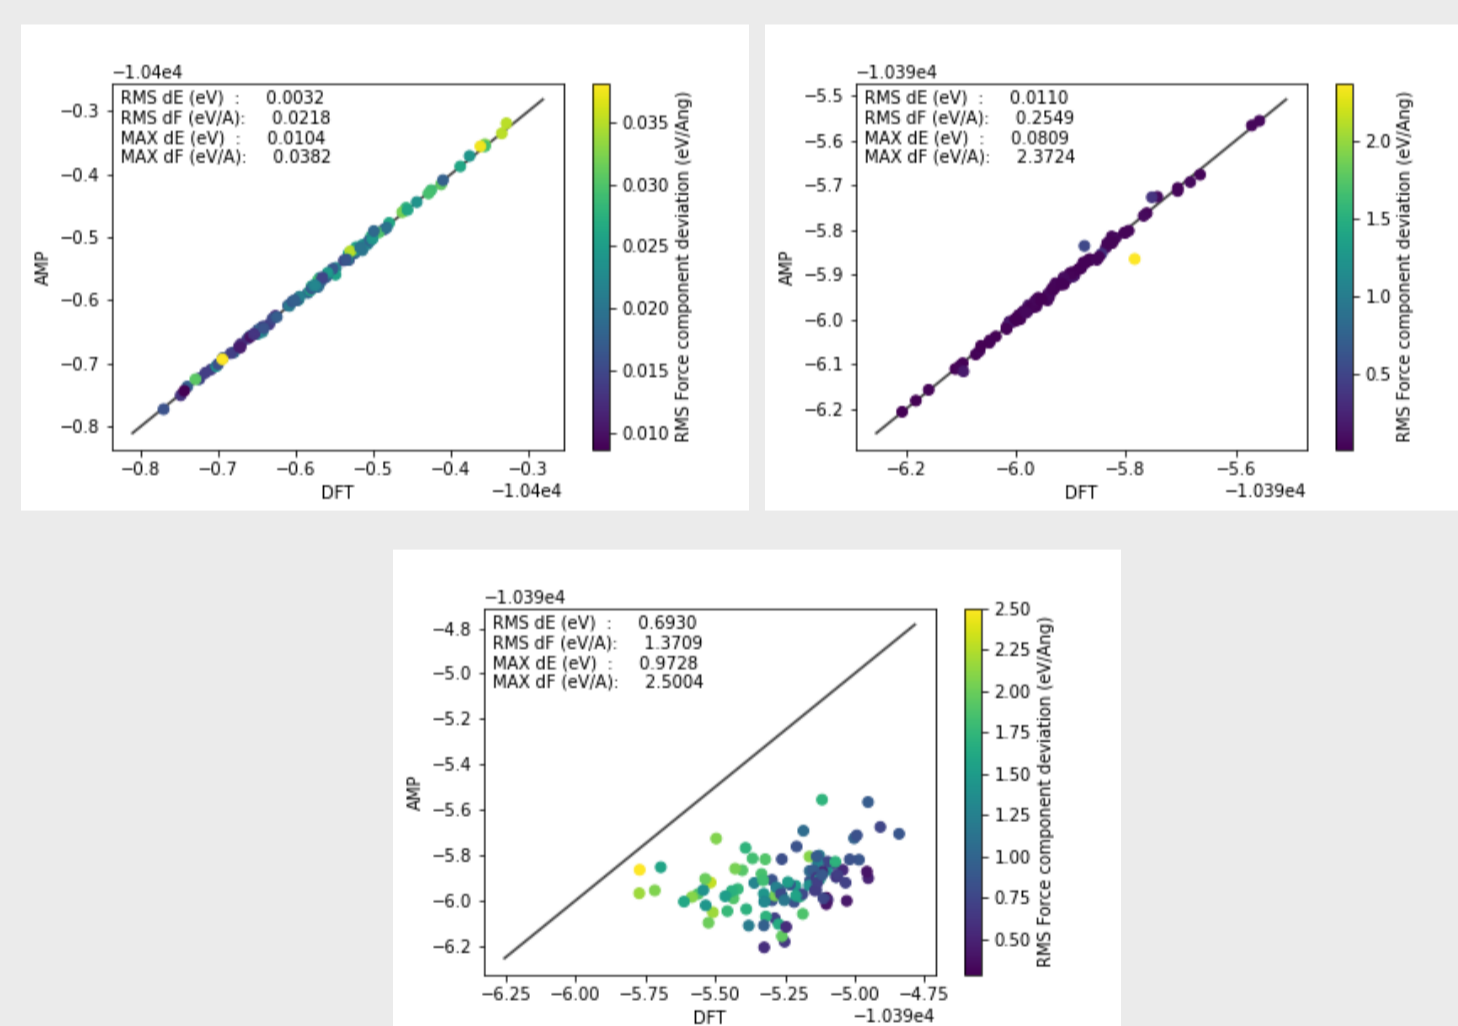 −1.04e4
RMS dE (eV) : 0.0032
RMS dF (eV/A): 0.0218
MAX dE (eV) : 0.0104
MAX dF (eV/A): 0.0382
−0.3
−0.4
−0.5
−0.6
−0.7
−0.8
AMP
−0.8 −0.7 −0.6 −0.5 −0.4 −0.3
DFT
−1.04e4
0.035
0.030
0.025
0.020
0.015
0.010
RMS Force component deviation (eV/Ang)
−1.039e4
RMS dE (eV) : 0.0110
RMS dF (eV/A): 0.2549
MAX dE (eV) : 0.0809
MAX dF (eV/A): 2.3724
−5.5
−5.6
−5.7
−5.8
−5.9
−6.0
−6.1
−6.2
AMP
−6.2 −6.0 −5.8 −5.6
DFT
−1.039e4
2.0
1.5
1.0
0.5
RMS Force component deviation (eV/Ang)
−1.039e4
RMS dE (eV) : 0.6930
RMS dF (eV/A): 1.3709
MAX dE (eV) : 0.9728
MAX dF (eV/A): 2.5004
−4.8
−5.0
−5.2
−5.4
−5.6
−5.8
−6.0
−6.2
AMP
−6.25 −6.00 −5.75 −5.50 −5.25 −5.00 −4.75
DFT
−1.039e4
2.50
2.25
2.00
1.75
1.50
1.25
1.00
0.75
0.50
RMS Force component deviation (eV/Ang)